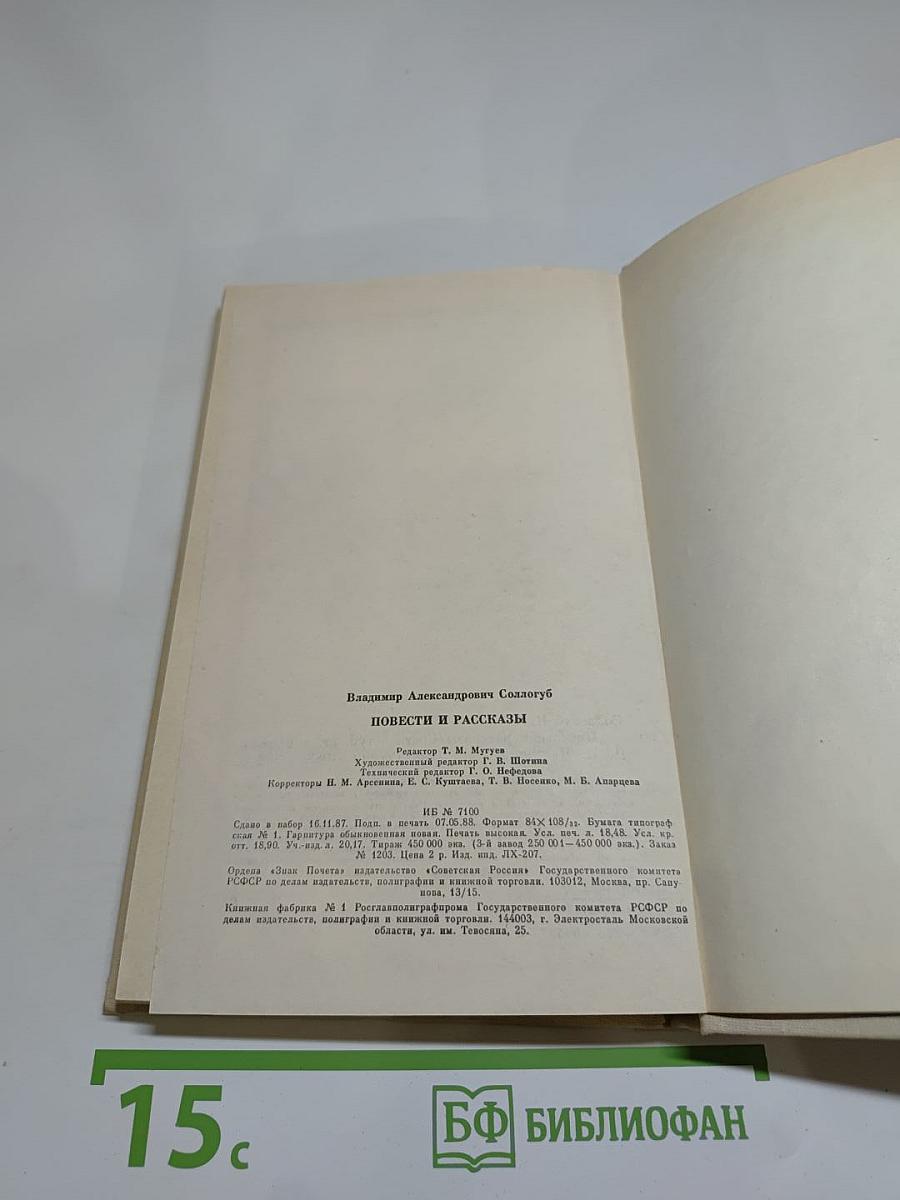 Владимир Александрович Соллогуб
ПОВЕСТИ И РАССКАЗЫ
Редактор Т. М. Мугуев
Художественный редактор Г. В. Шотина
Технический редактор Г. О. Нефедова
Корректоры Н. М. Арсенина, Е. С. Куштаева, Т. В. Носенко, М. Б. Апарцева
ИБ № 7100
Сдано в набор 16.11.87. Подп. в печать 07.05.88. Формат 84×108/32. Бумага типограф
ская № 1. Гарнитура обыкновенная новая. Печать высокая. Усл. печ. л. 18,48. Усл. кр.
отт. 18,90. Уч.-изд. л. 20,17. Тираж 450 000 экз. (3-й завод 250 001—450 000 экз.). Заказ
№ 1203. Цена 2 р. Изд. инд. ЛХ-207.
Ордена «Знак Почета» издательство «Советская Россия» Государственного комитета
РСФСР по делам издательств, полиграфии и книжной торговли. 103012, Москва, пр. Сапу-
нова, 13/15.
Книжная фабрика № 1 Росглавполиграфпрома Государственного комитета РСФСР по
делам издательств, полиграфии и книжной торговли. 144003, г. Электросталь Московской
области, ул. им. Тевосяна, 25.
15 с
БФ БИБЛИОФАН